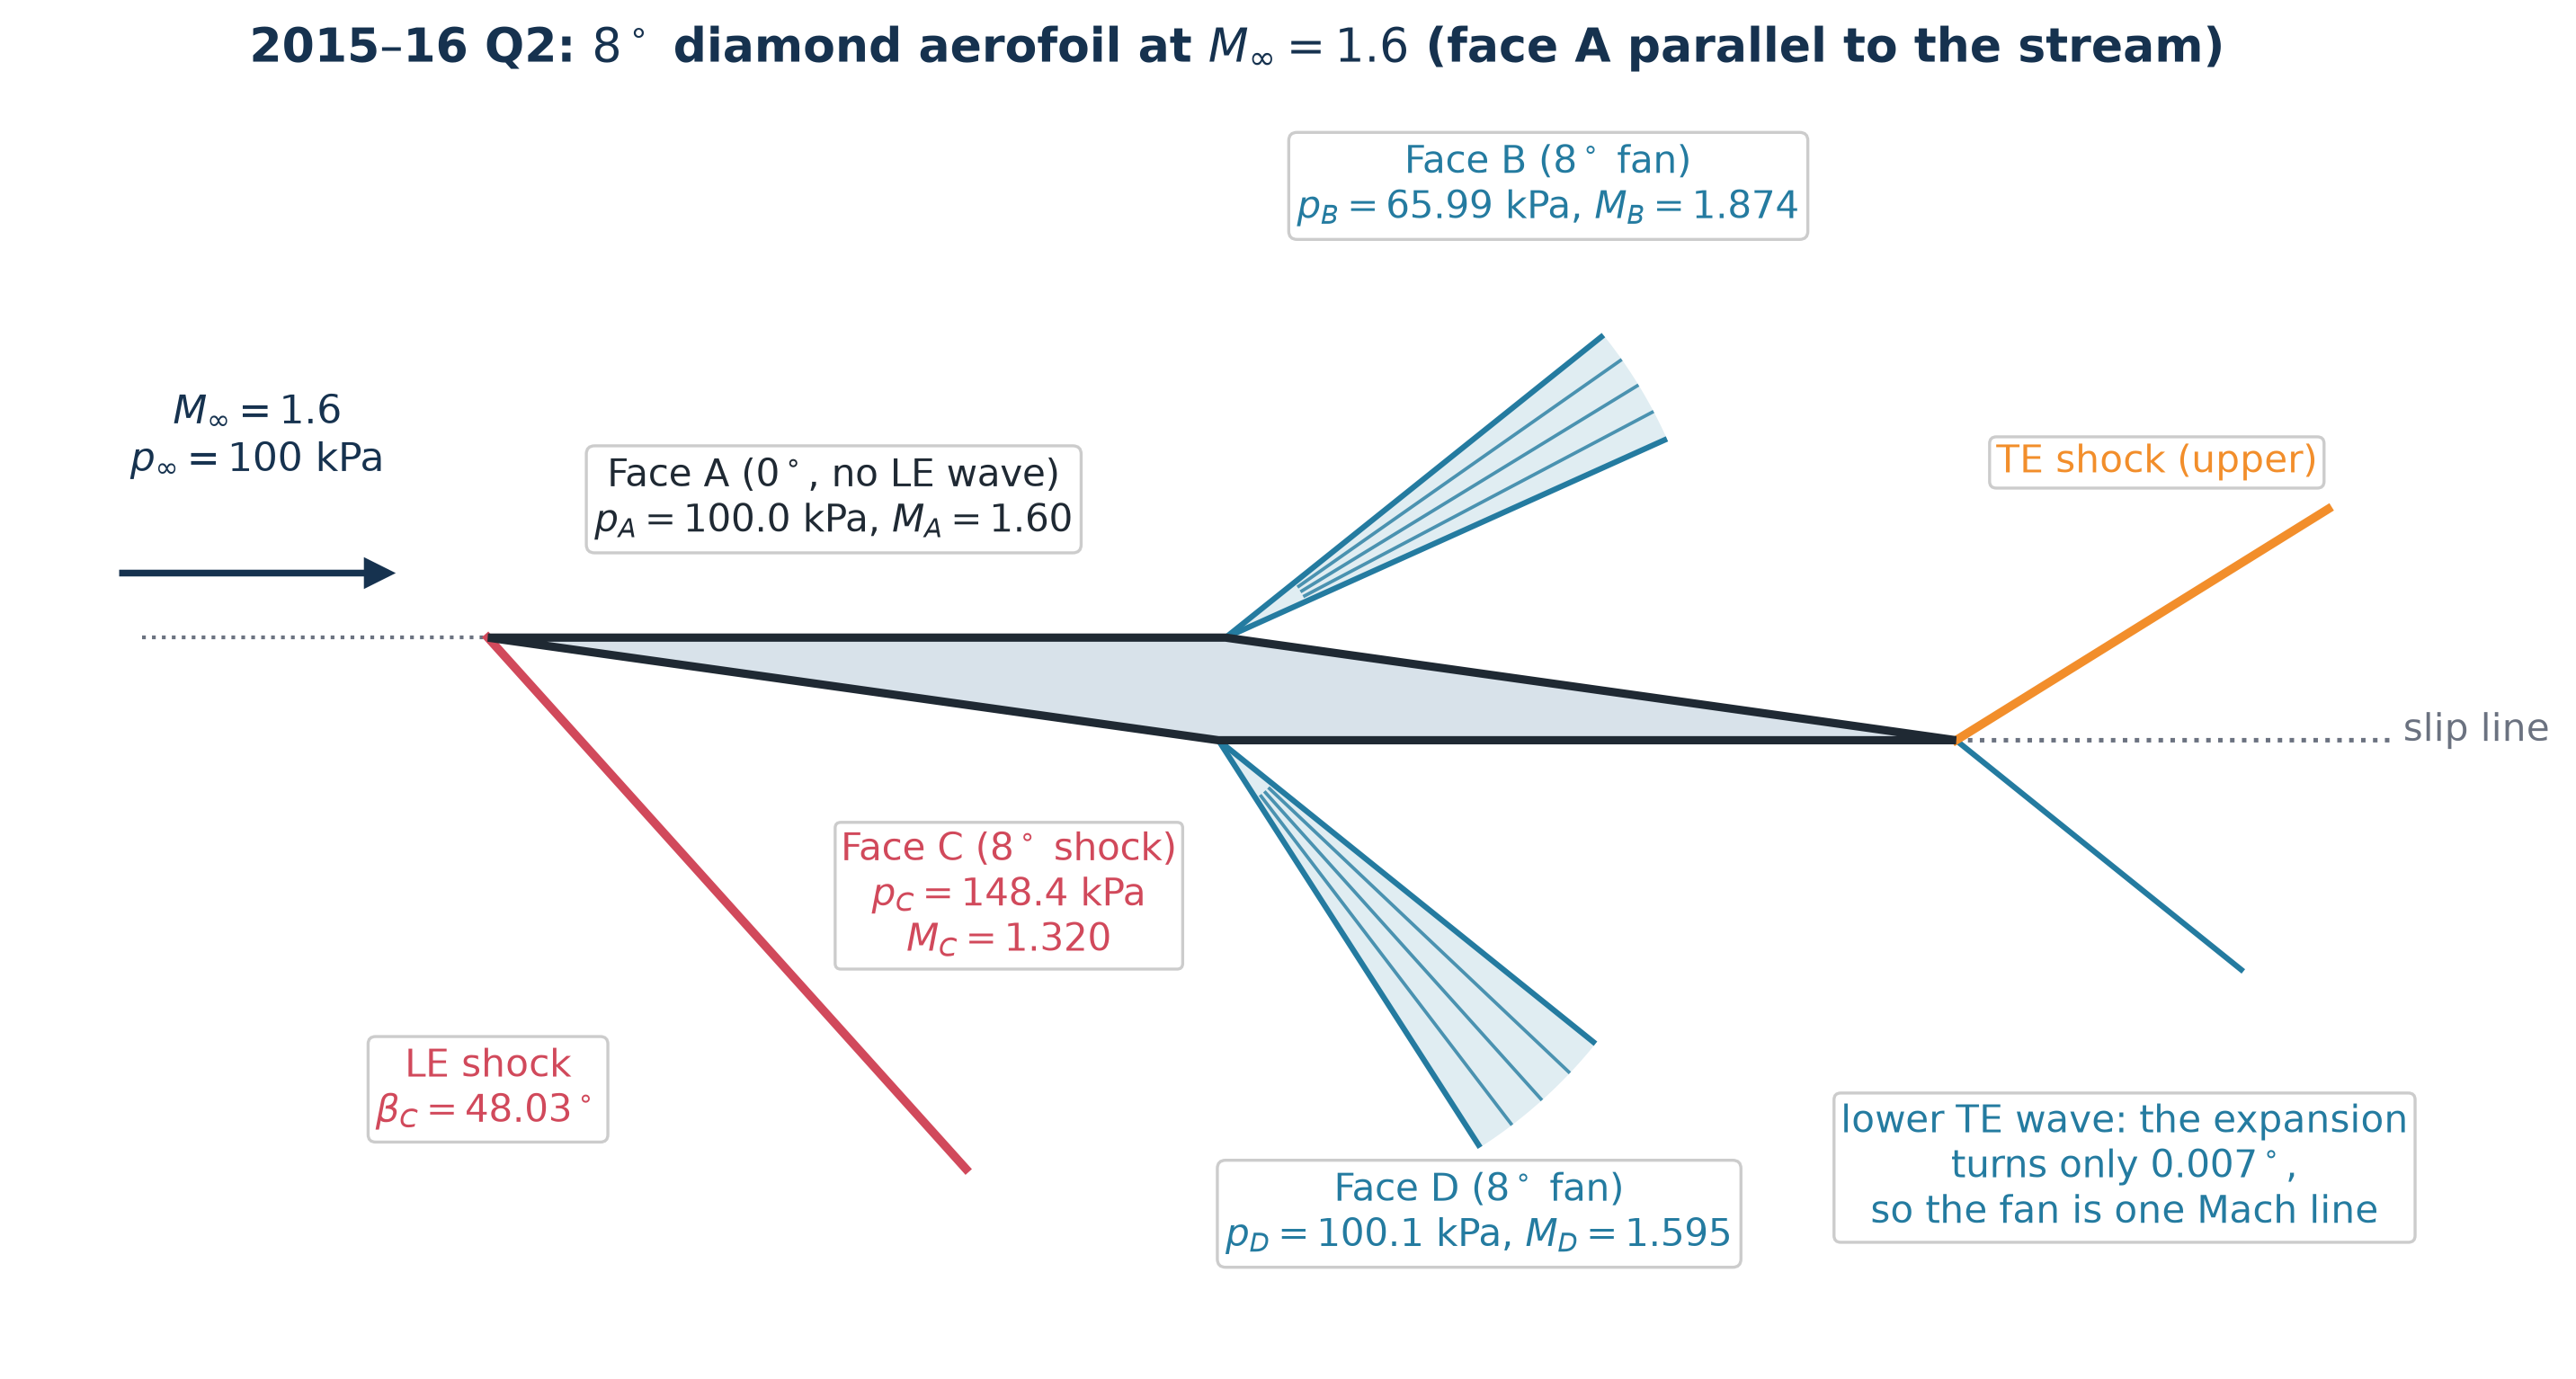 2015–16 Q2: 8° diamond aerofoil at M∞ = 1.6 (face A parallel to the stream)
Face B (8° fan)
pB = 65.99 kPa, MB = 1.874
M∞ = 1.6
p∞ = 100 kPa
Face A (0°, no LE wave)
pA = 100.0 kPa, MA = 1.60
TE shock (upper)
slip line
Face C (8° shock)
pC = 148.4 kPa
MC = 1.320
LE shock
βC = 48.03°
lower TE wave: the expansion
turns only 0.007°,
so the fan is one Mach line
Face D (8° fan)
pD = 100.1 kPa, MD = 1.595